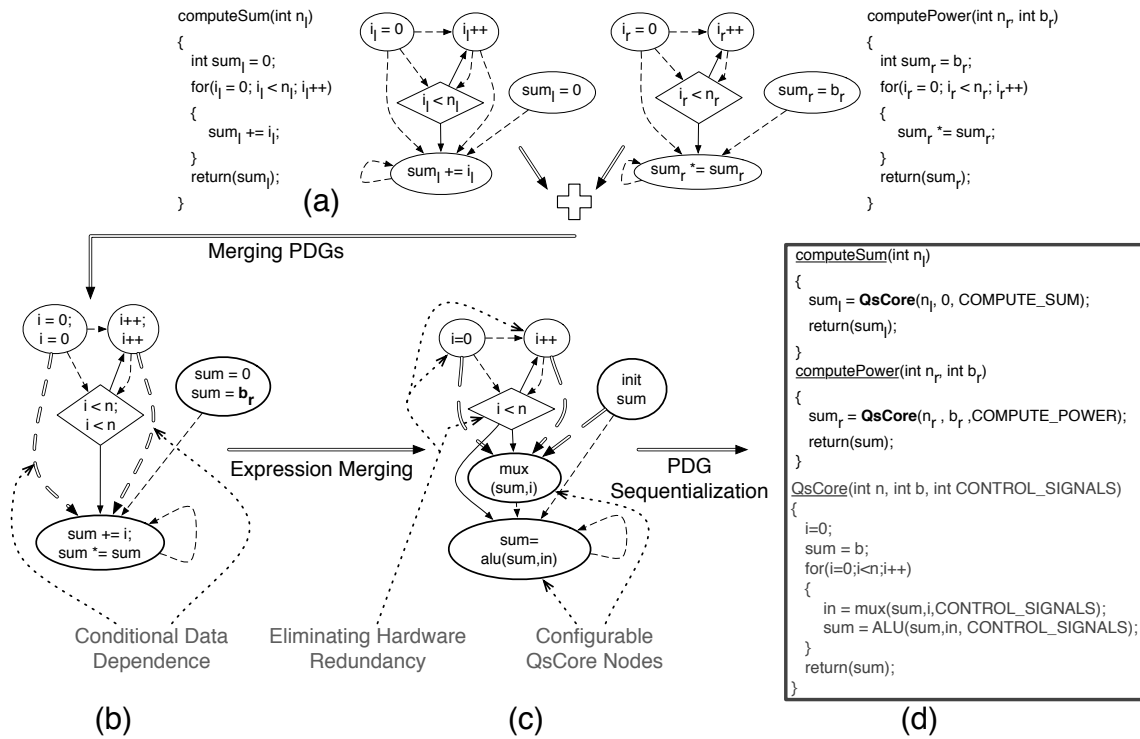 computeSum(int n_l)
{
int sum_l = 0;
for(i_l = 0; i_l < n_l; i_l++)
{
sum_l += i_l;
}
return(sum_l);
}
i_l = 0
i_l++
i_l < n_l
sum_l = 0
sum_l += i_l
i_r = 0
i_r++
i_r < n_r
sum_r = b_r
sum_r *= sum_r
computePower(int n_r, int b_r)
{
int sum_r = b_r;
for(i_r = 0; i_r < n_r; i_r++)
{
sum_r *= sum_r;
}
return(sum_r);
}
(a)
Merging PDGs
i = 0;
i = 0
i++;
i++
i < n;
i < n
sum = 0
sum = b_r
sum += i;
sum *= sum
Conditional Data
Dependence
(b)
Expression Merging
i=0
i++
i < n
init
sum
mux
(sum,i)
sum=
alu(sum,in)
Eliminating Hardware
Redundancy
Configurable
QsCore Nodes
(c)
PDG
Sequentialization
computeSum(int n_l)
{
sum_l = QsCore(n_l, 0, COMPUTE_SUM);
return(sum_l);
}
computePower(int n_r, int b_r)
{
sum_r = QsCore(n_r , b_r ,COMPUTE_POWER);
return(sum);
}
QsCore(int n, int b, int CONTROL_SIGNALS)
{
i=0;
sum = b;
for(i=0;i<n;i++)
{
in = mux(sum,i,CONTROL_SIGNALS);
sum = ALU(sum,in, CONTROL_SIGNALS);
}
return(sum);
}
(d)